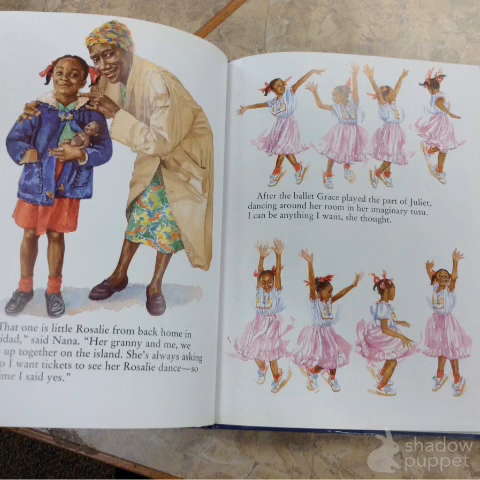 That one is little Rosalie from back home in
idad," said Nana. "Her granny and me, we
up together on the island. She's always asking
o I want tickets to see her Rosalie dance—so
ime I said yes."
After the ballet Grace played the part of Juliet,
dancing around her room in her imaginary tutu.
I can be anything I want, she thought.
shadow
puppet